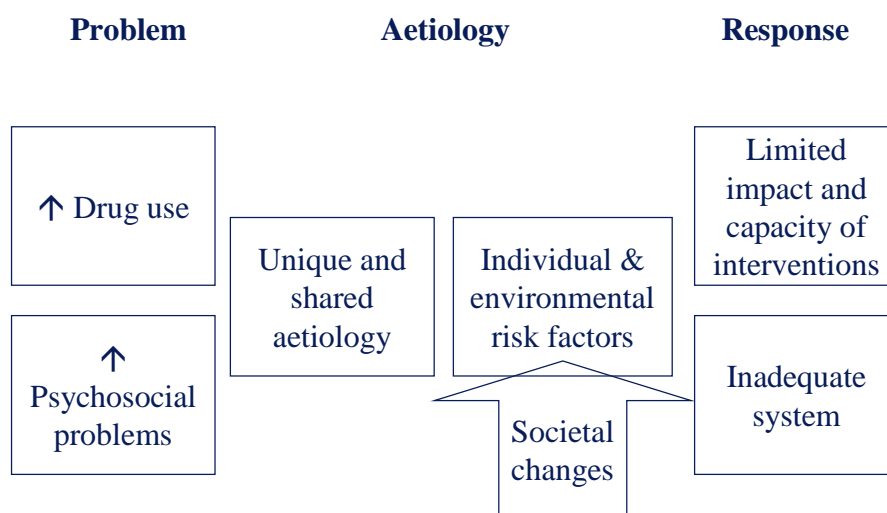 Problem
Aetiology
Response
↑ Drug use
↑
Psychosocial
problems
Unique and
shared
aetiology
Individual &
environmental
risk factors
Societal
changes
Limited
impact and
capacity of
interventions
Inadequate
system